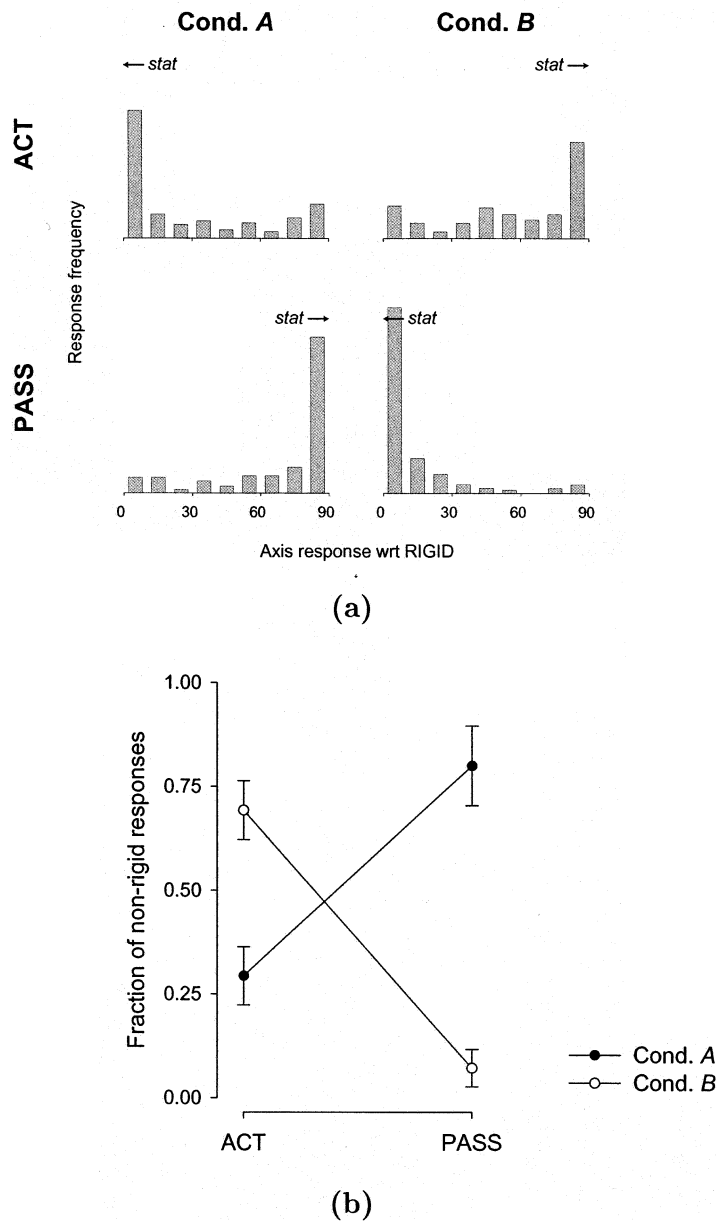 Cond. A Cond. B
← stat stat →
ACT
Response frequency
stat → ← stat
PASS
0 30 60 90 0 30 60 90
Axis response wrt RIGID
(a)
1.00
0.75
0.50
0.25
0.00
Fraction of non-rigid responses
ACT PASS
Cond. A
Cond. B
(b)